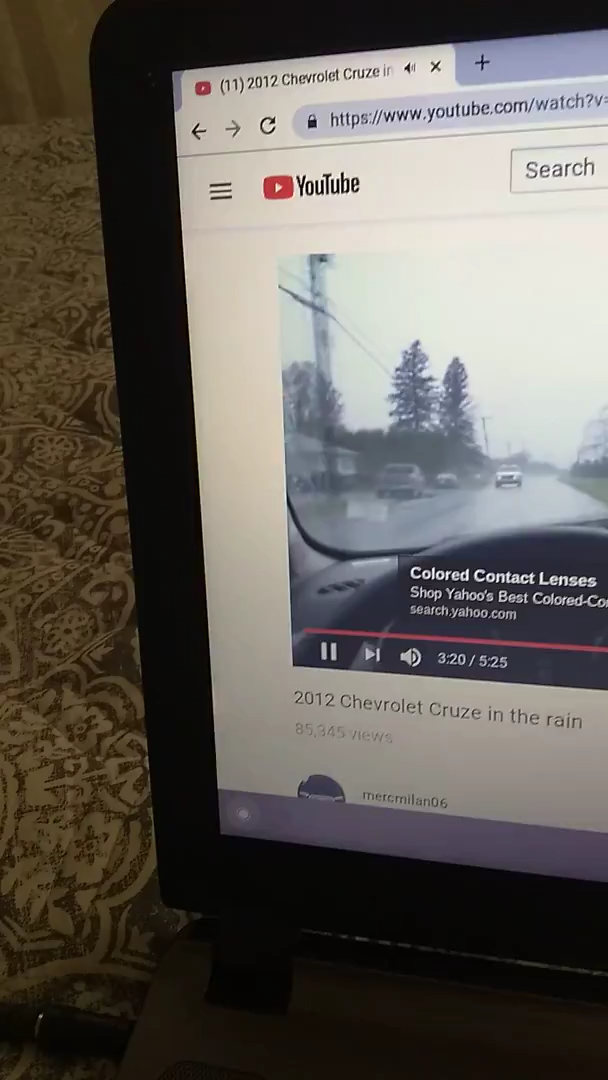 (11) 2012 Chevrolet Cruze in
https://www.youtube.com/watch?v=
YouTube
Search
Colored Contact Lenses
Shop Yahoo's Best Colored-Co
search.yahoo.com
3:20 / 5:25
2012 Chevrolet Cruze in the rain
85,345 views
mercmilan06